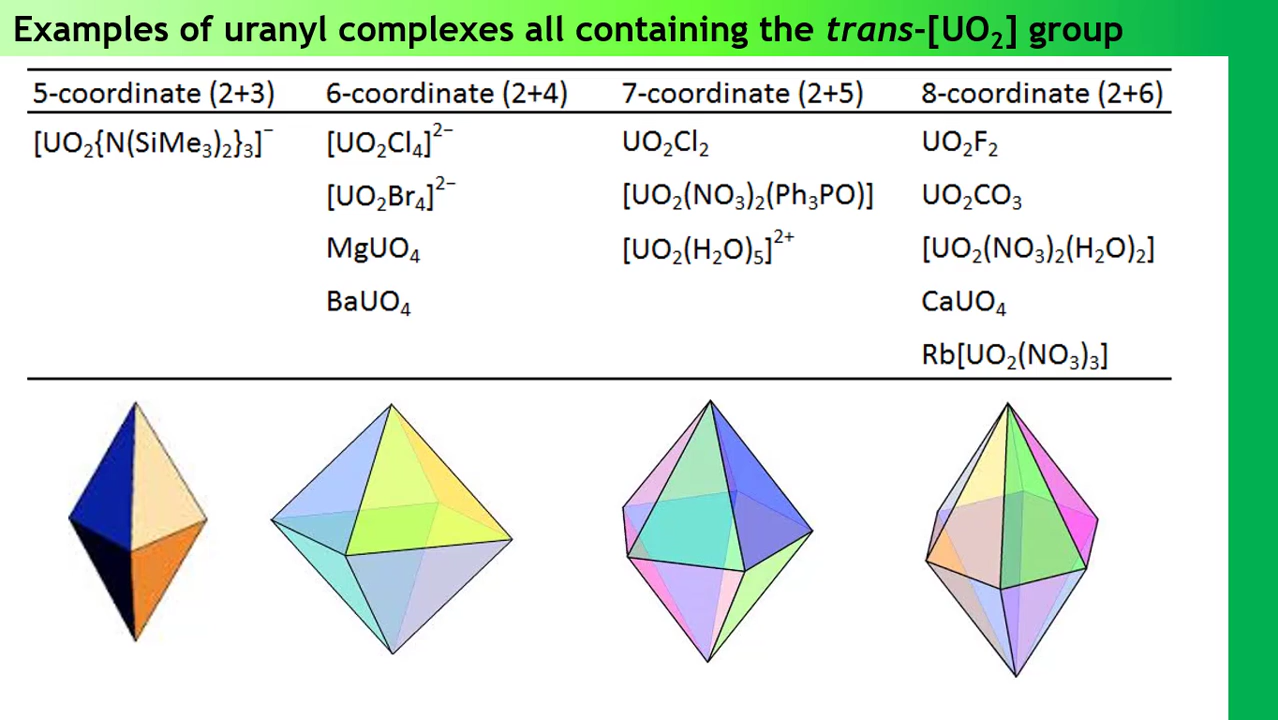 Examples of uranyl complexes all containing the trans-[UO₂] group
5-coordinate (2+3) 6-coordinate (2+4) 7-coordinate (2+5) 8-coordinate (2+6)
[UO₂{N(SiMe₃)₂}₃]⁻ [UO₂Cl₄]²⁻ UO₂Cl₂ UO₂F₂
[UO₂Br₄]²⁻ [UO₂(NO₃)₂(Ph₃PO)] UO₂CO₃
MgUO₄ [UO₂(H₂O)₅]²⁺ [UO₂(NO₃)₂(H₂O)₂]
BaUO₄ CaUO₄
Rb[UO₂(NO₃)₃]